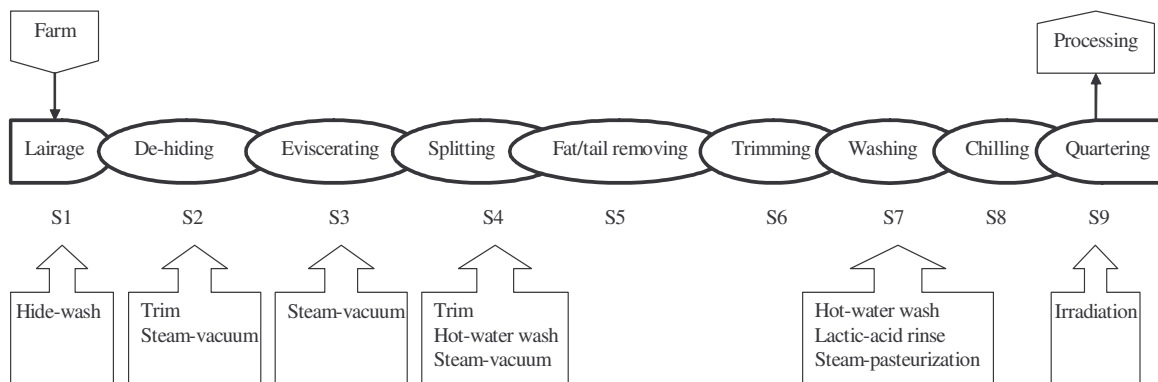 Farm
Processing
Lairage De-hiding Eviscerating Splitting Fat/tail removing Trimming Washing Chilling Quartering
S1 S2 S3 S4 S5 S6 S7 S8 S9
Hide-wash
Trim
Steam-vacuum
Steam-vacuum
Trim
Hot-water wash
Steam-vacuum
Hot-water wash
Lactic-acid rinse
Steam-pasteurization
Irradiation